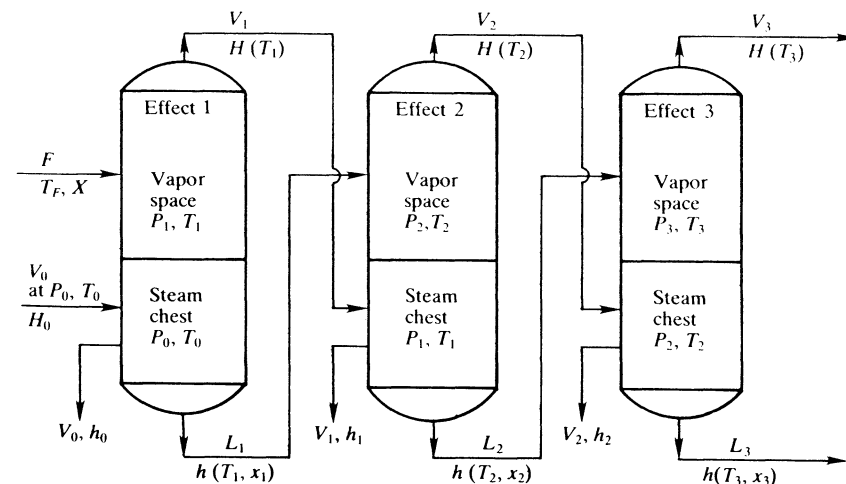 V₁
H (T₁)
V₂
H (T₂)
V₃
H (T₃)
Effect 1
Effect 2
Effect 3
F
T_F, X
Vapor
space
P₁, T₁
Vapor
space
P₂,T₂
Vapor
space
P₃, T₃
V₀
at P₀, T₀
H₀
Steam
chest
P₀, T₀
Steam
chest
P₁, T₁
Steam
chest
P₂, T₂
V₀, h₀
L₁
h (T₁, x₁)
V₁, h₁
L₂
h (T₂, x₂)
V₂, h₂
L₃
h(T₃, x₃)